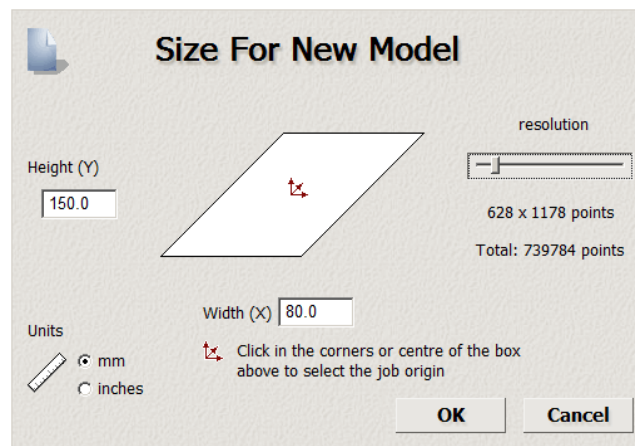 Size For New Model
resolution
Height (Y)
150.0
628 x 1178 points
Total: 739784 points
Width (X) 80.0
Units
mm
inches
Click in the corners or centre of the box
above to select the job origin
OK Cancel